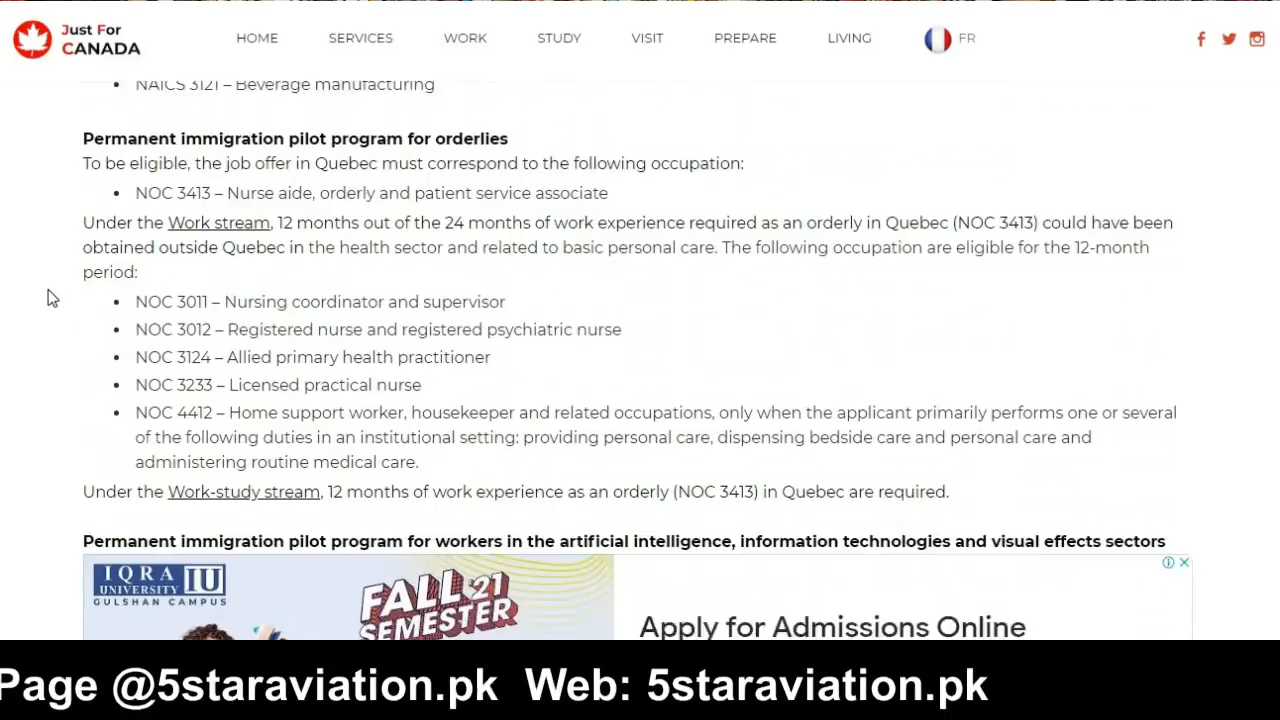 Just For
CANADA
HOME
SERVICES
WORK
STUDY
VISIT
PREPARE
LIVING
FR
• NAICS 3121 – Beverage manufacturing
Permanent immigration pilot program for orderlies
To be eligible, the job offer in Quebec must correspond to the following occupation:
• NOC 3413 – Nurse aide, orderly and patient service associate
Under the Work stream, 12 months out of the 24 months of work experience required as an orderly in Quebec (NOC 3413) could have been
obtained outside Quebec in the health sector and related to basic personal care. The following occupation are eligible for the 12-month
period:
• NOC 3011 – Nursing coordinator and supervisor
• NOC 3012 – Registered nurse and registered psychiatric nurse
• NOC 3124 – Allied primary health practitioner
• NOC 3233 – Licensed practical nurse
• NOC 4412 – Home support worker, housekeeper and related occupations, only when the applicant primarily performs one or several
of the following duties in an institutional setting: providing personal care, dispensing bedside care and personal care and
administering routine medical care.
Under the Work-study stream, 12 months of work experience as an orderly (NOC 3413) in Quebec are required.
Permanent immigration pilot program for workers in the artificial intelligence, information technologies and visual effects sectors
IQRA
UNIVERSITY
IU
GULSHAN CAMPUS
FALL 21
SEMESTER
Apply for Admissions Online
Page @5staraviation.pk Web: 5staraviation.pk